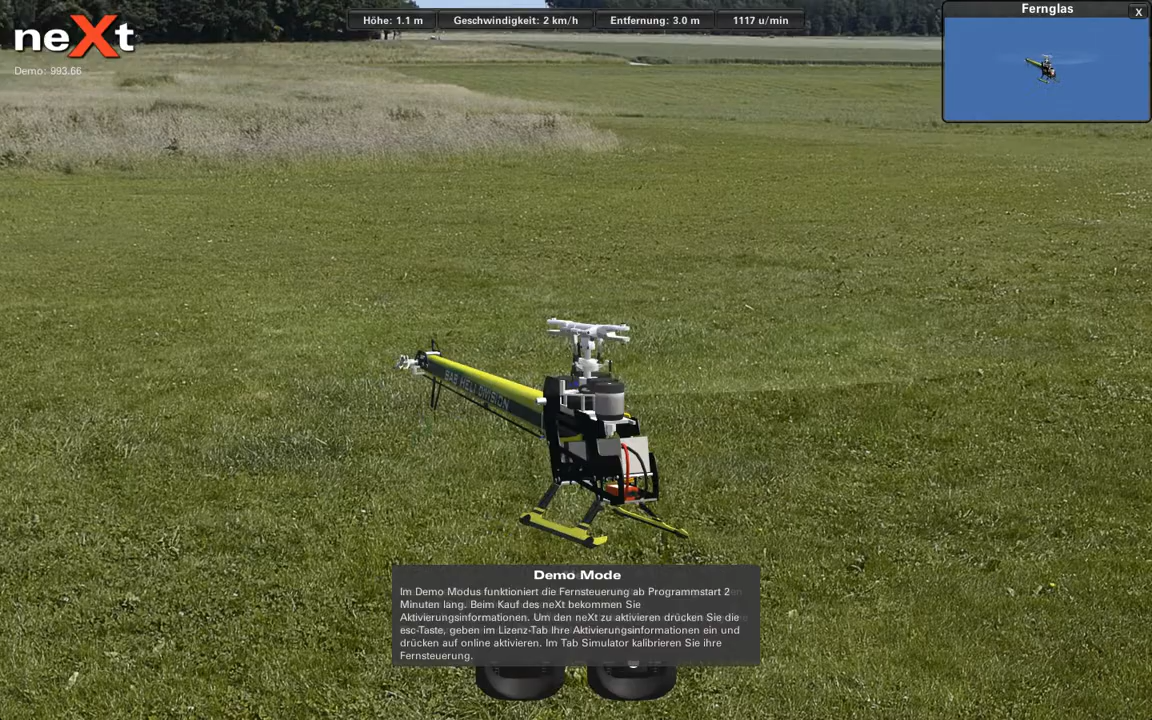 Höhe: 1.1 m
Geschwindigkeit: 2 km/h
Entfernung: 3.0 m
1117 u/min
Fernglas
X
neXt
Demo: 993.66
BAB HELI DIVISION
Demo Mode
Im Demo Modus funktioniert die Fernsteuerung ab Programmstart 2
Minuten lang. Beim Kauf des neXt bekommen Sie
Aktivierungsinformationen. Um den neXt zu aktivieren drücken Sie die
esc-Taste, geben im Lizenz-Tab Ihre Aktivierungsinformationen ein und
drücken auf online aktivieren. Im Tab Simulator kalibrieren Sie ihre
Fernsteuerung.